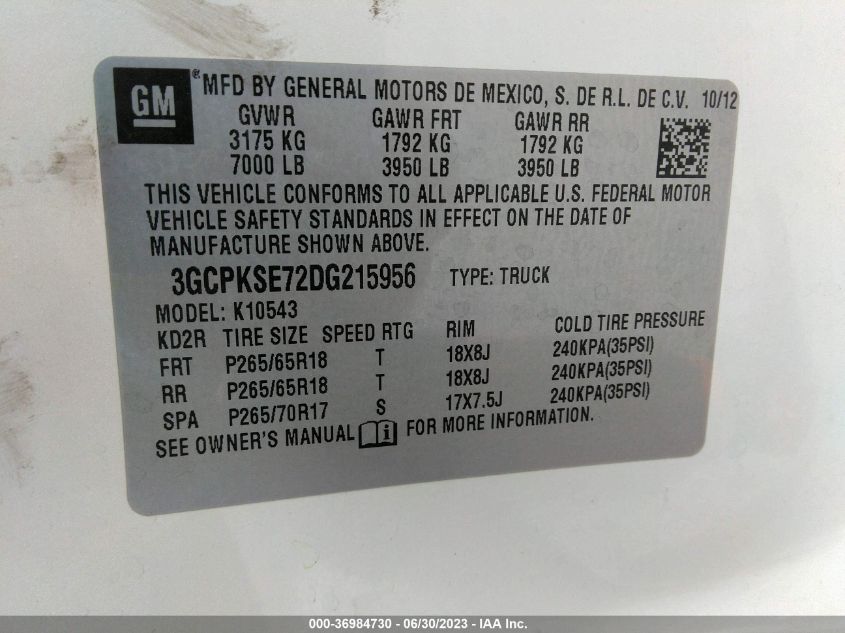 GM
® MFD BY GENERAL MOTORS DE MEXICO, S. DE R.L. DE C.V. 10/12
GVWR GAWR FRT GAWR RR
3175 KG 1792 KG 1792 KG
7000 LB 3950 LB 3950 LB
THIS VEHICLE CONFORMS TO ALL APPLICABLE U.S. FEDERAL MOTOR
VEHICLE SAFETY STANDARDS IN EFFECT ON THE DATE OF
MANUFACTURE SHOWN ABOVE.
3GCPKSE72DG215956 TYPE: TRUCK
MODEL: K10543
KD2R TIRE SIZE SPEED RTG RIM COLD TIRE PRESSURE
FRT P265/65R18 T 18X8J 240KPA(35PSI)
RR P265/65R18 T 18X8J 240KPA(35PSI)
SPA P265/70R17 S 17X7.5J 240KPA(35PSI)
SEE OWNER'S MANUAL i FOR MORE INFORMATION.
000-36984730 - 06/30/2023 - IAA Inc.